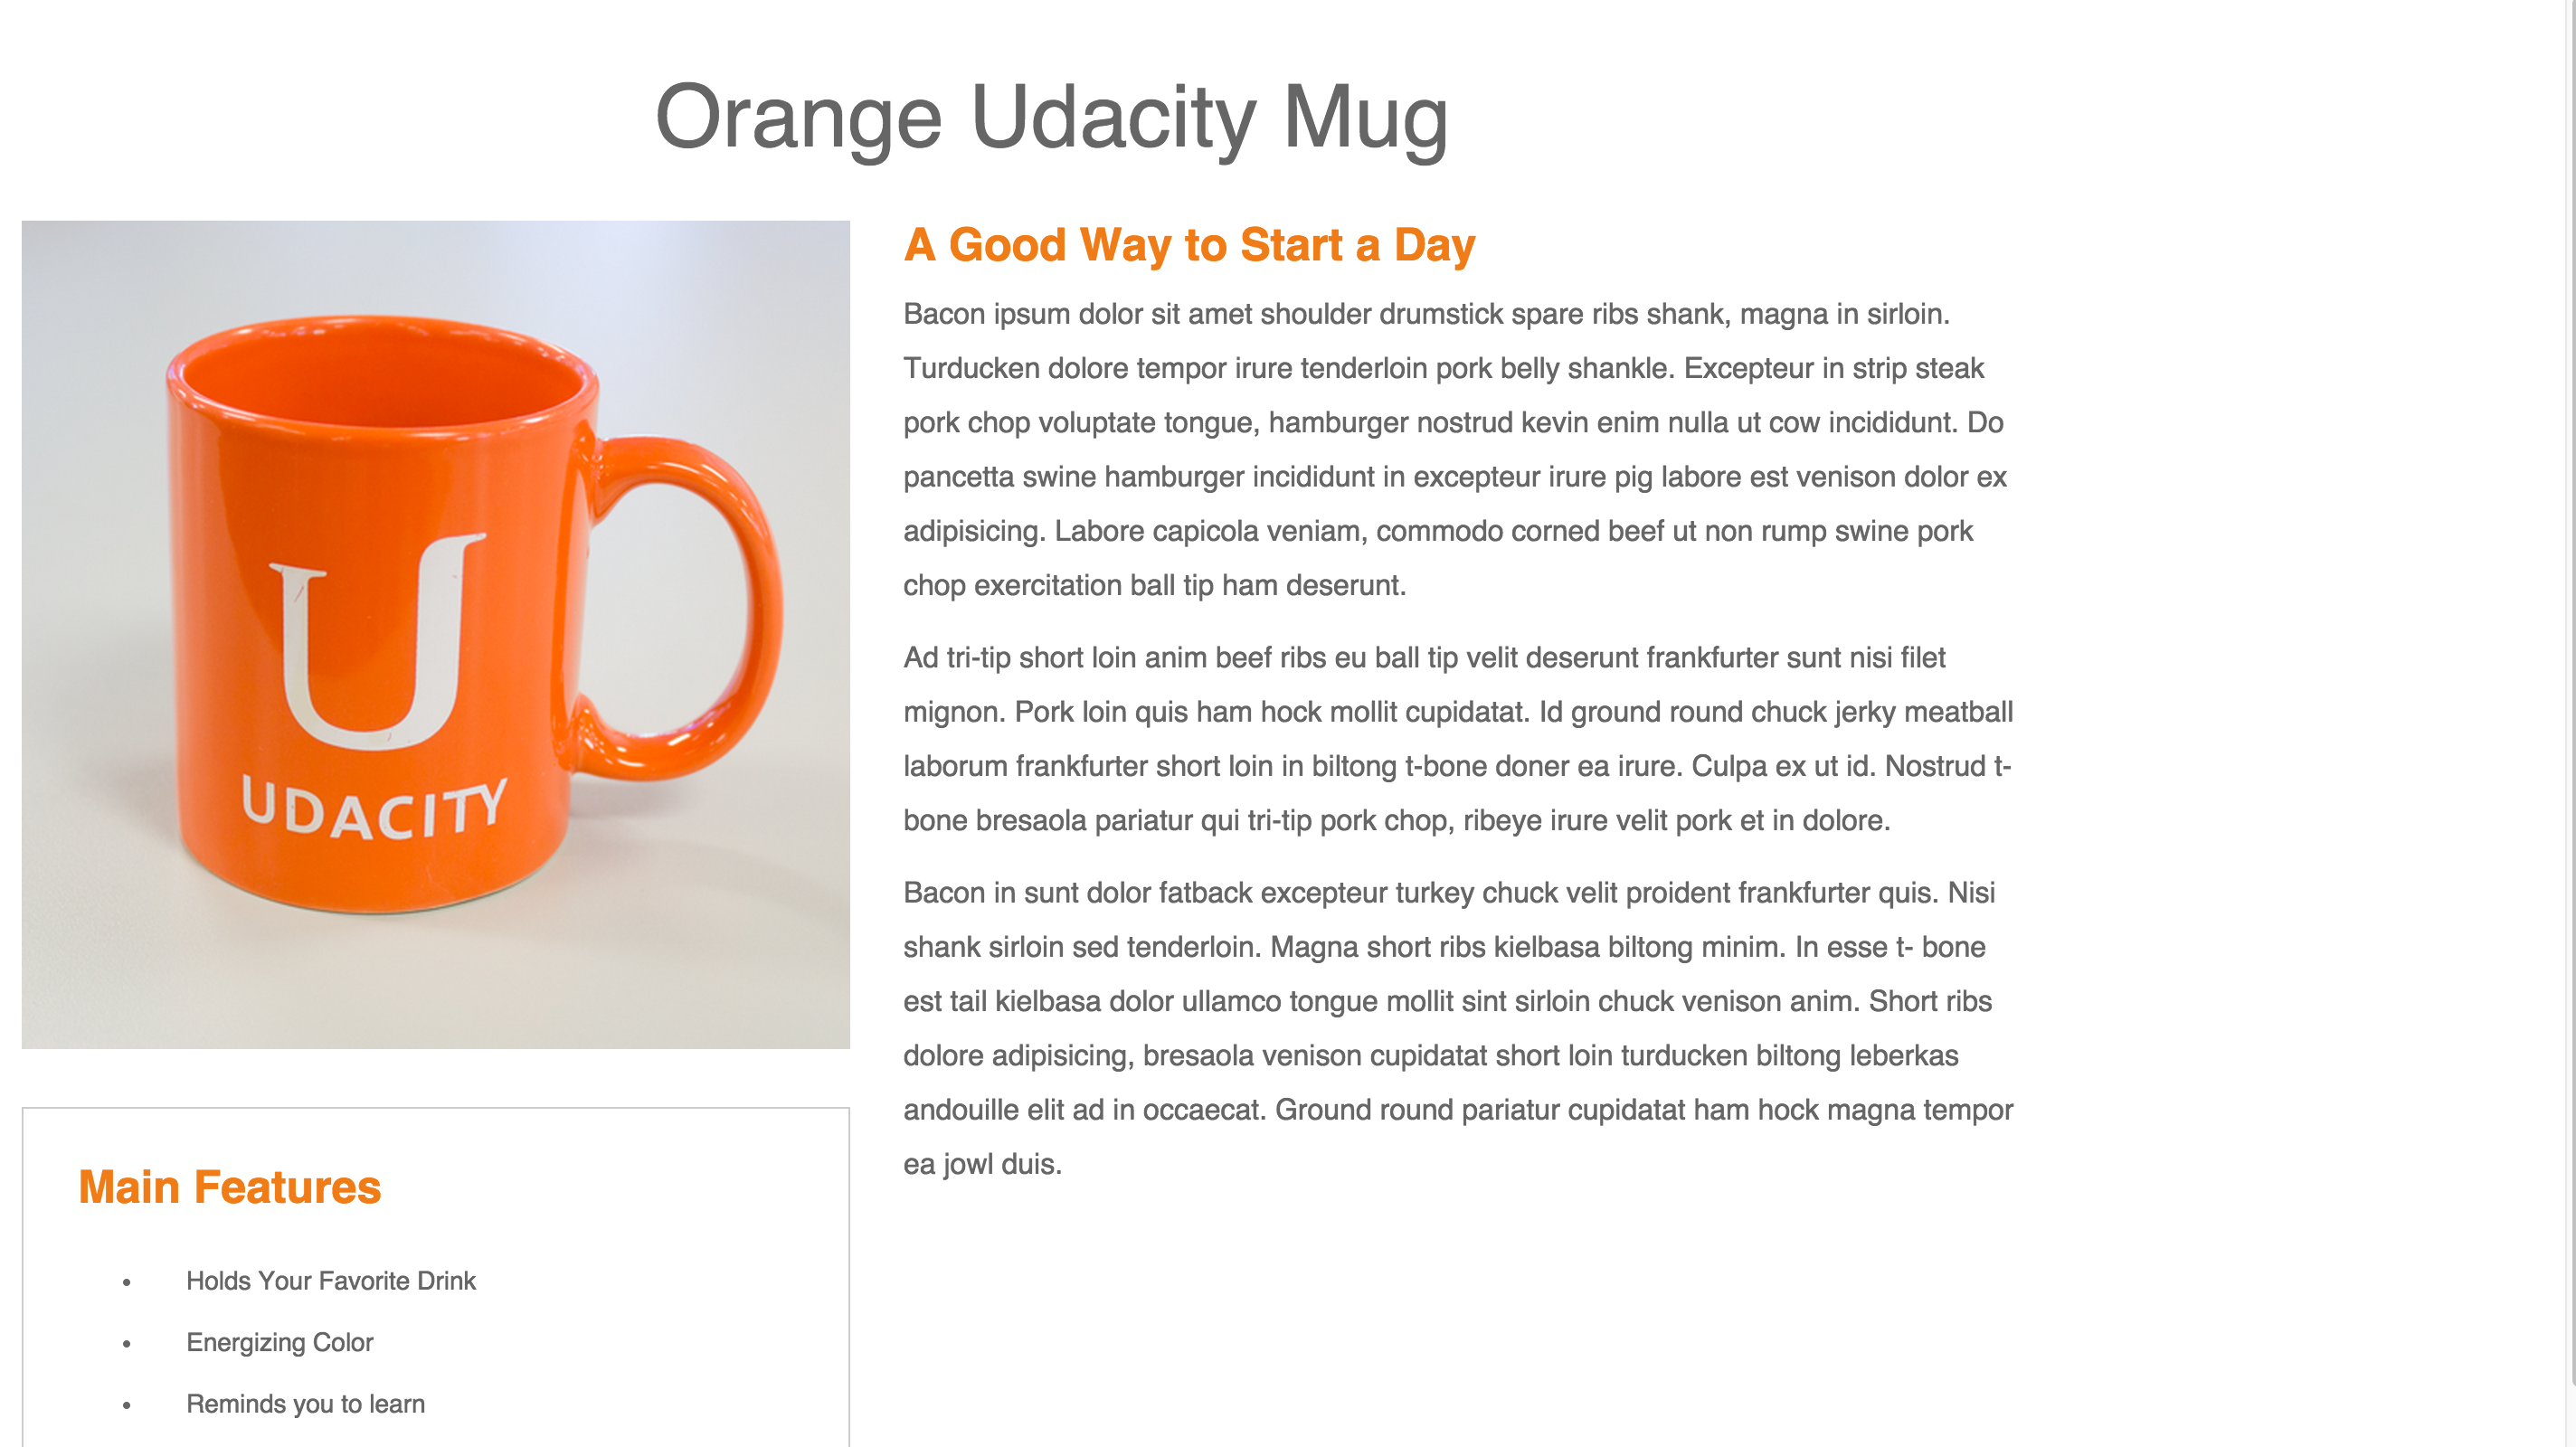 Orange Udacity Mug
U
UDACITY
A Good Way to Start a Day
Bacon ipsum dolor sit amet shoulder drumstick spare ribs shank, magna in sirloin.
Turducken dolore tempor irure tenderloin pork belly shankle. Excepteur in strip steak
pork chop voluptate tongue, hamburger nostrud kevin enim nulla ut cow incididunt. Do
pancetta swine hamburger incididunt in excepteur irure pig labore est venison dolor ex
adipisicing. Labore capicola veniam, commodo corned beef ut non rump swine pork
chop exercitation ball tip ham deserunt.
Ad tri-tip short loin anim beef ribs eu ball tip velit deserunt frankfurter sunt nisi filet
mignon. Pork loin quis ham hock mollit cupidatat. Id ground round chuck jerky meatball
laborum frankfurter short loin in biltong t-bone doner ea irure. Culpa ex ut id. Nostrud t-
bone bresaola pariatur qui tri-tip pork chop, ribeye irure velit pork et in dolore.
Bacon in sunt dolor fatback excepteur turkey chuck velit proident frankfurter quis. Nisi
shank sirloin sed tenderloin. Magna short ribs kielbasa biltong minim. In esse t- bone
est tail kielbasa dolor ullamco tongue mollit sint sirloin chuck venison anim. Short ribs
dolore adipisicing, bresaola venison cupidatat short loin turducken biltong leberkas
andouille elit ad in occaecat. Ground round pariatur cupidatat ham hock magna tempor
ea jowl duis.
Main Features
• Holds Your Favorite Drink
• Energizing Color
• Reminds you to learn